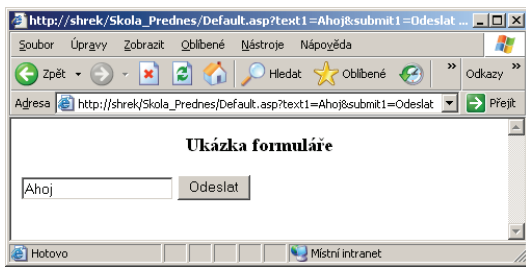 http://shrek/Skola_Prednes/Default.asp?text1=Ahoj&submit1=Odeslat ...
Soubor Úpravy Zobrazit Oblíbené Nástroje Nápověda
Zpět Hledat Oblíbené » Odkazy »
Adresa http://shrek/Skola_Prednes/Default.asp?text1=Ahoj&submit1=Odeslat Přejít
Ukázka formuláře
Ahoj Odeslat
Hotovo Místní intranet